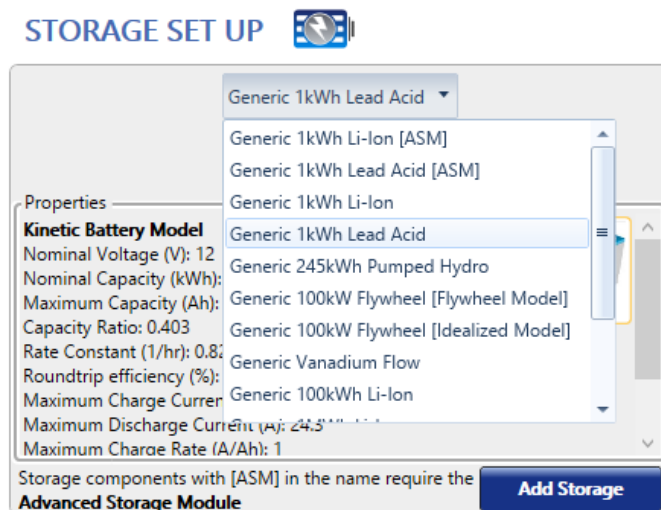 STORAGE SET UP
Generic 1kWh Lead Acid
Generic 1kWh Li-Ion [ASM]
Generic 1kWh Lead Acid [ASM]
Generic 1kWh Li-Ion
Generic 1kWh Lead Acid
Generic 245kWh Pumped Hydro
Generic 100kW Flywheel [Flywheel Model]
Generic 100kW Flywheel [Idealized Model]
Generic Vanadium Flow
Generic 100kWh Li-Ion
Properties
Kinetic Battery Model
Nominal Voltage (V): 12
Nominal Capacity (kWh):
Maximum Capacity (Ah):
Capacity Ratio: 0.403
Rate Constant (1/hr): 0.82
Roundtrip efficiency (%):
Maximum Charge
Maximum Discharge Current (A): 24.3
Maximum Charge Rate (A/Ah): 1
Storage components with [ASM] in the name require the
Advanced Storage Module
Add Storage